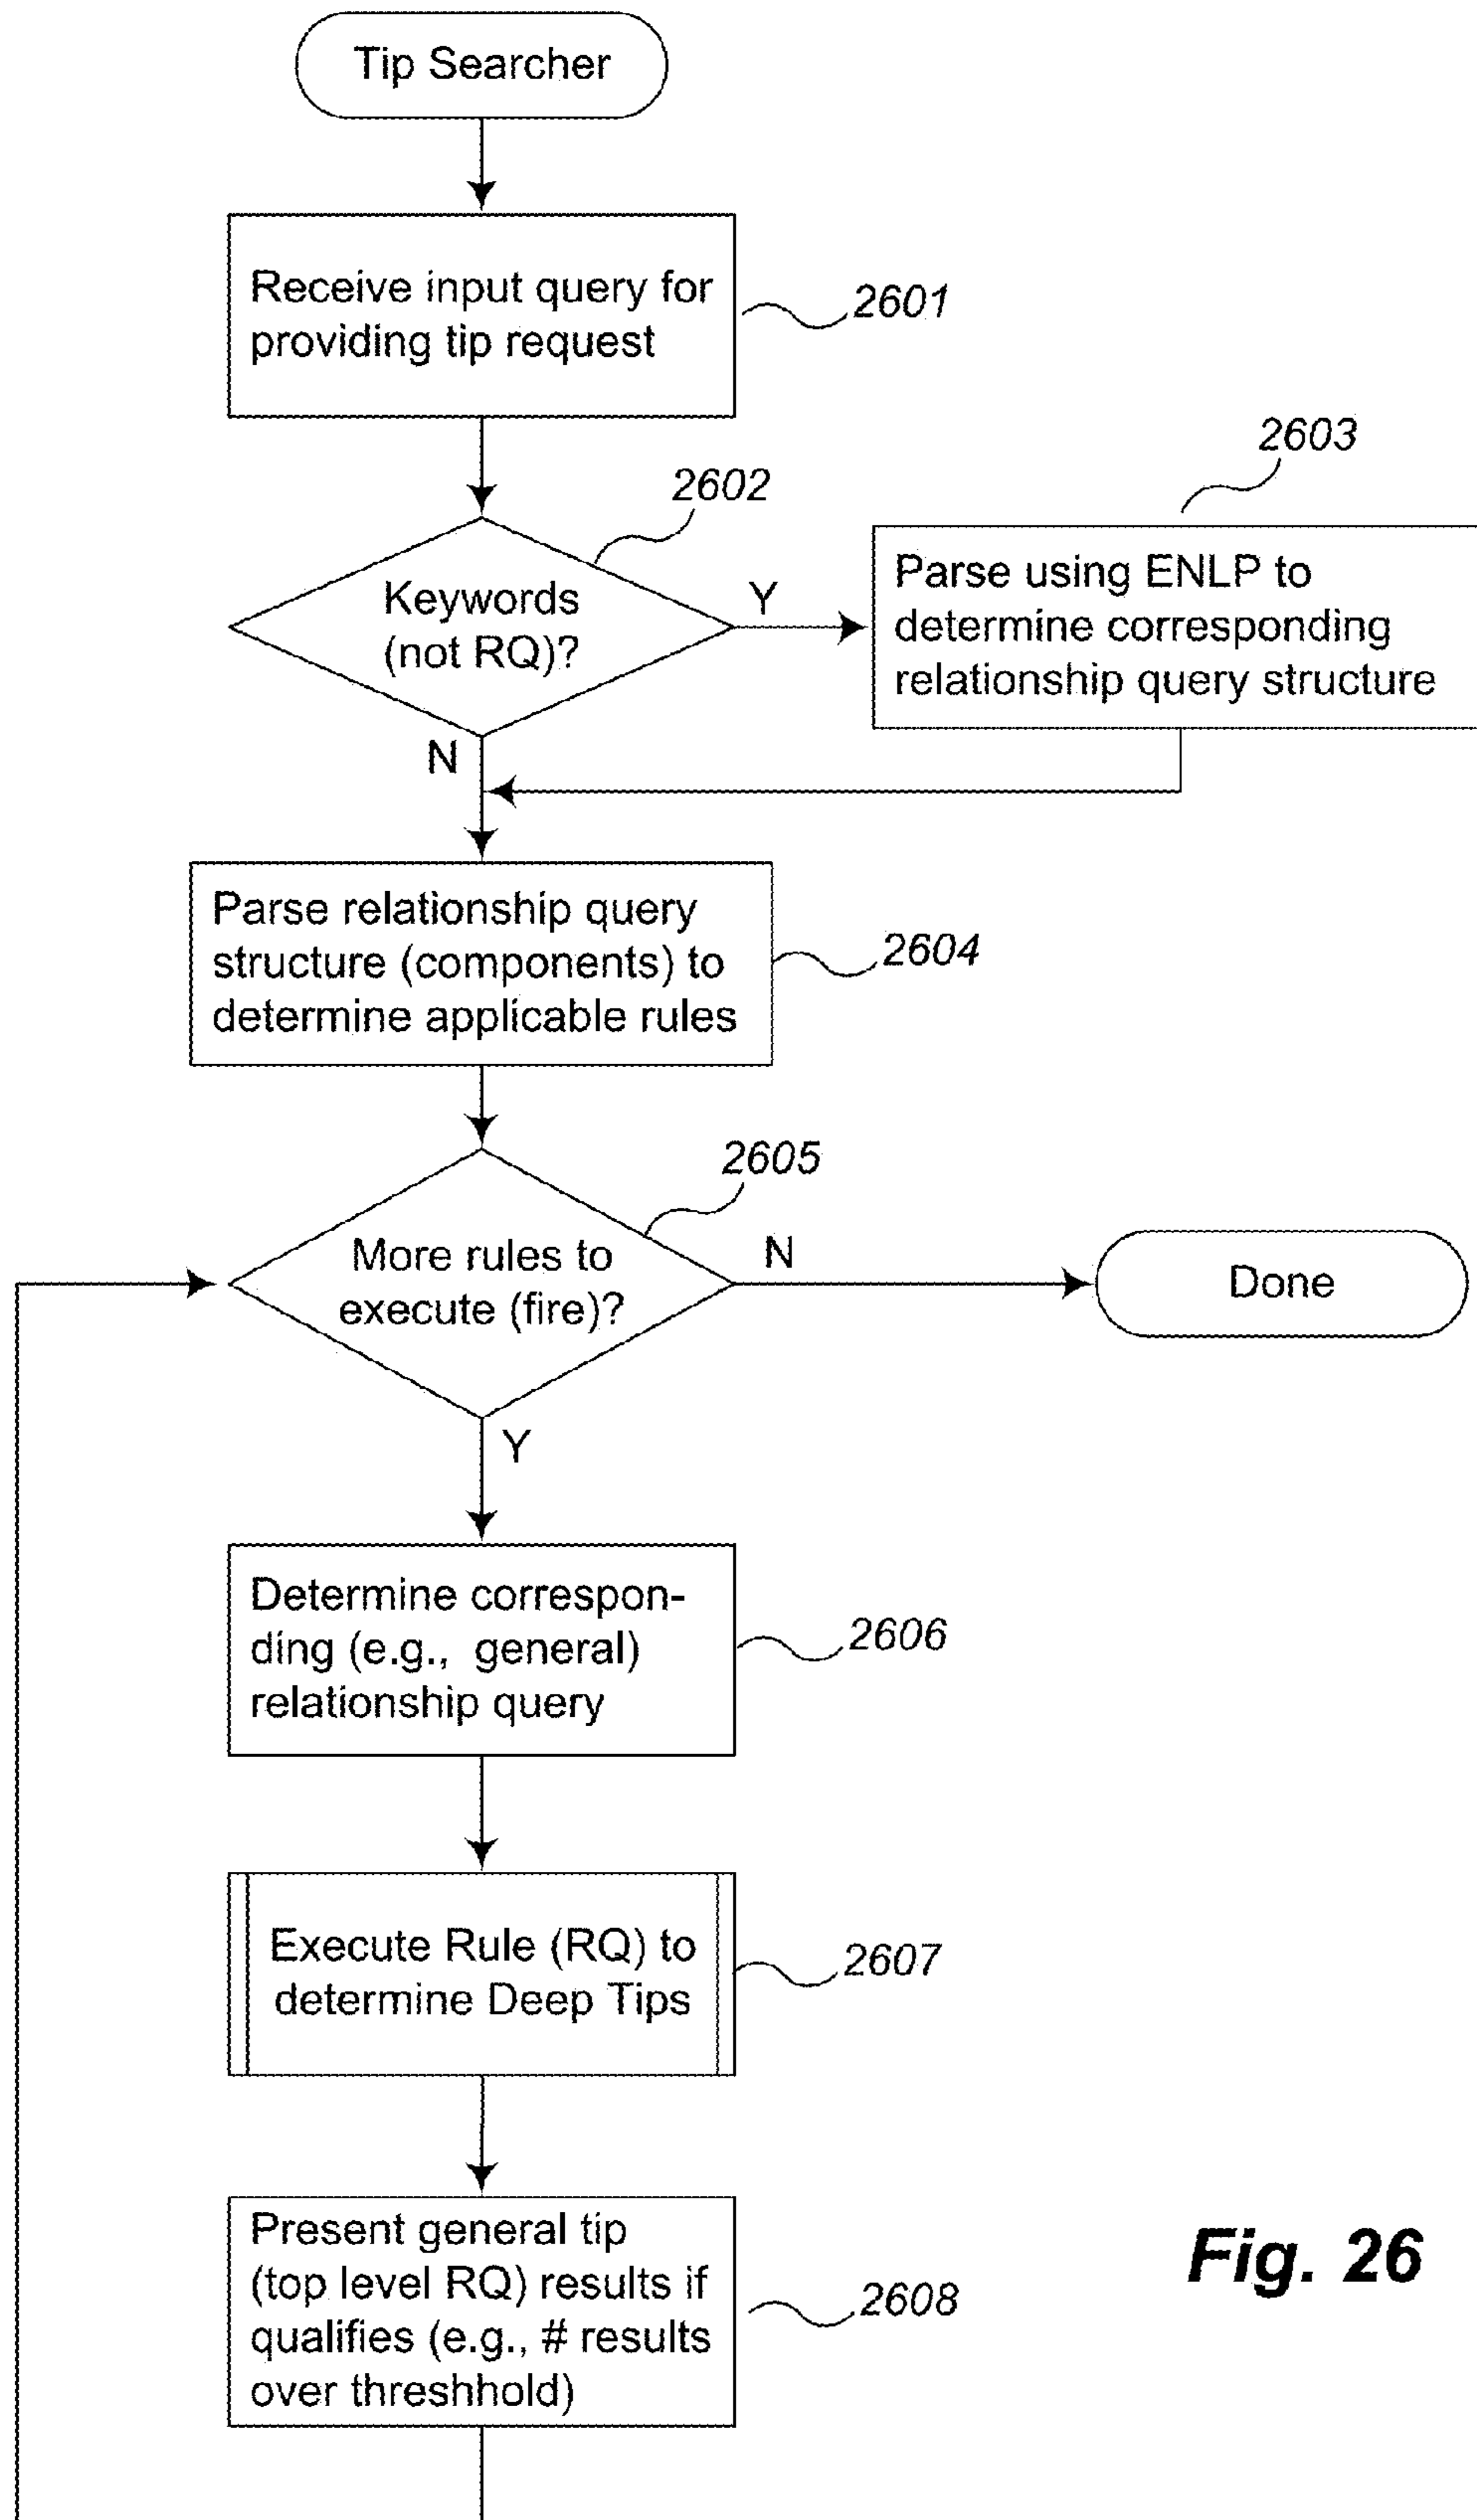 Tip Searcher
Receive input query for
providing tip request
2601
2602
Keywords
(not RQ)?
Y
N
2603
Parse using ENLP to
determine corresponding
relationship query structure
Parse relationship query
structure (components) to
determine applicable rules
2604
2605
More rules to
execute (fire)?
N
Done
Y
Determine correspon-
ding (e.g., general)
relationship query
2606
Execute Rule (RQ) to
determine Deep Tips
2607
Present general tip
(top level RQ) results if
qualifies (e.g., # results
over threshhold)
2608
Fig. 26